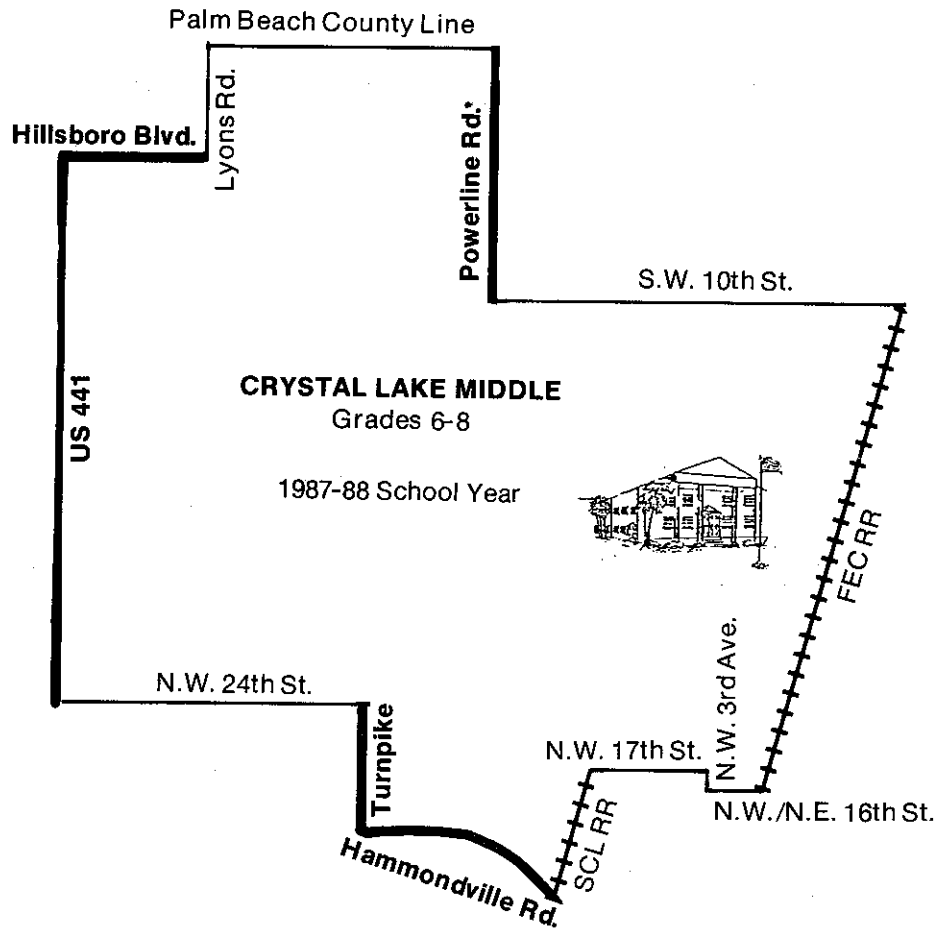 Palm Beach County Line
Lyons Rd.
Hillsboro Blvd.
Powerline Rd.*
S.W. 10th St.
US 441
CRYSTAL LAKE MIDDLE
Grades 6-8
1987-88 School Year
FEC RR
N.W. 24th St.
Turnpike
N.W. 3rd Ave.
N.W. 17th St.
N.W./N.E. 16th St.
SCL RR
Hammondville Rd.